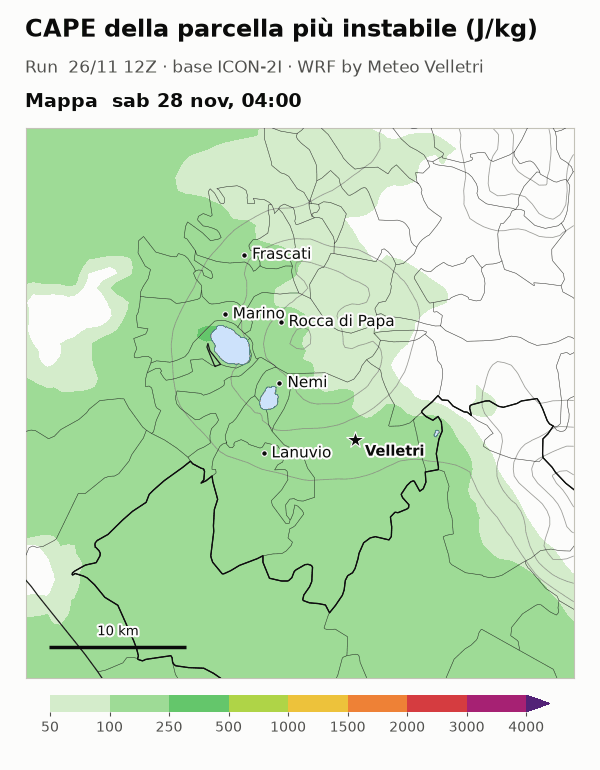 CAPE della parcella più instabile (J/kg)
Run  26/11 12Z · base ICON-2I · WRF by Meteo Velletri
Mappa  sab 28 nov, 04:00
Frascati
Marino
Rocca di Papa
Nemi
Velletri
Lanuvio
10 km
50 100 250 500 1000 1500 2000 3000 4000